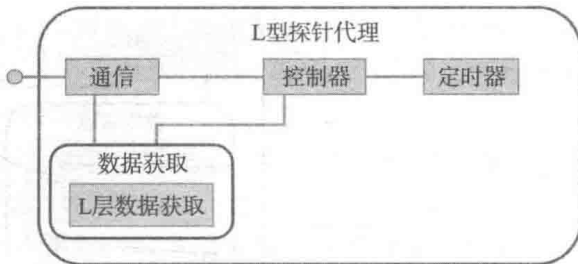 L型探针代理
通信
控制器
定时器
数据获取
L层数据获取